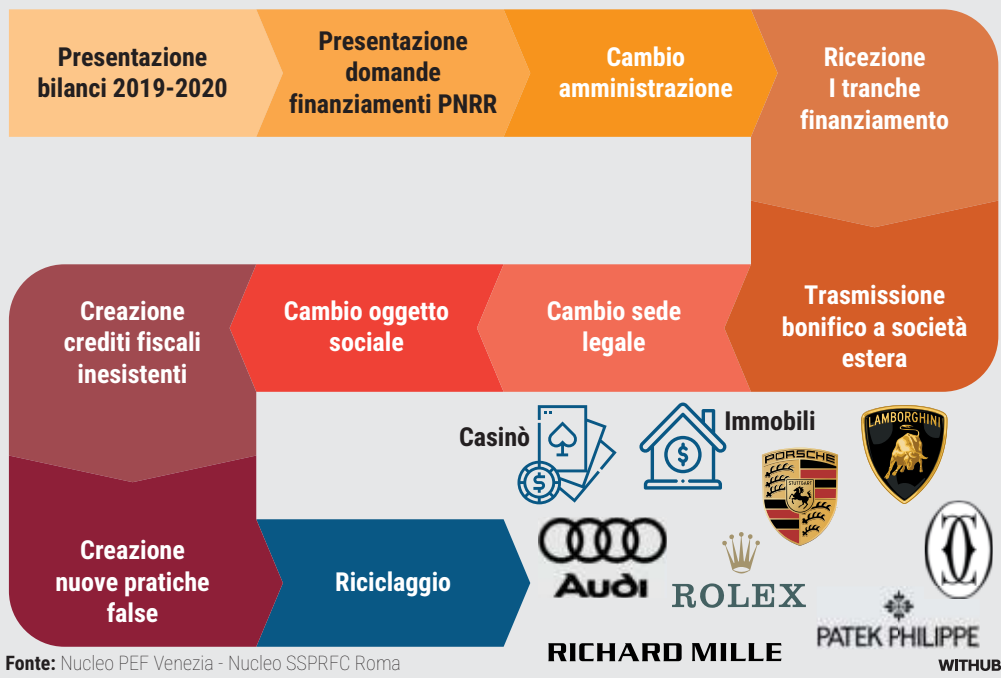 Presentazione
bilanci 2019-2020
Presentazione
domande
finanziamenti PNRR
Cambio
amministrazione
Ricezione
I tranche
finanziamento
Trasmissione
bonifico a società
estera
Cambio sede
legale
Cambio oggetto
sociale
Creazione
crediti fiscali
inesistenti
Creazione
nuove pratiche
false
Riciclaggio
Casinò
Immobili
LAMBORGHINI
PORSCHE
STUTTGART
Audi
ROLEX
PATEK PHILIPPE
RICHARD MILLE
Fonte: Nucleo PEF Venezia - Nucleo SSPRFC Roma
WITHUB